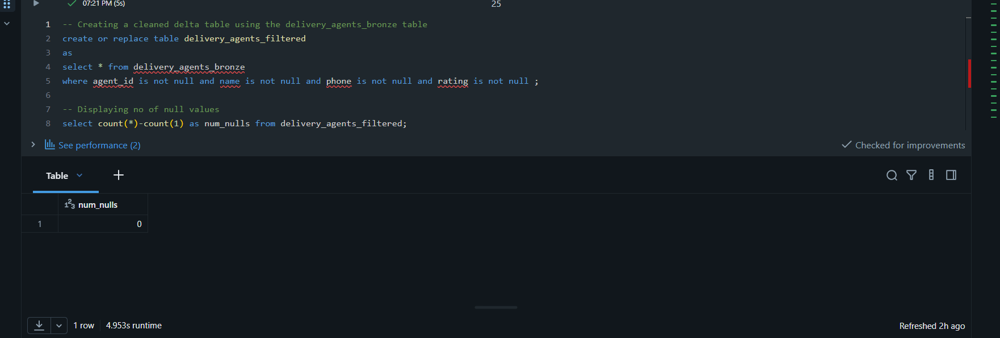 07:21 PM (5s)
25
1 -- Creating a cleaned delta table using the delivery_agents_bronze table
2 create or replace table delivery_agents_filtered
3 as
4 select * from delivery_agents_bronze
5 where agent_id is not null and name is not null and phone is not null and rating is not null ;
6
7 -- Displaying no of null values
8 select count(*)-count(1) as num_nulls from delivery_agents_filtered;
See performance (2)
Checked for improvements
Table
123 num_nulls
1 0
1 row
4.953s runtime
Refreshed 2h ago